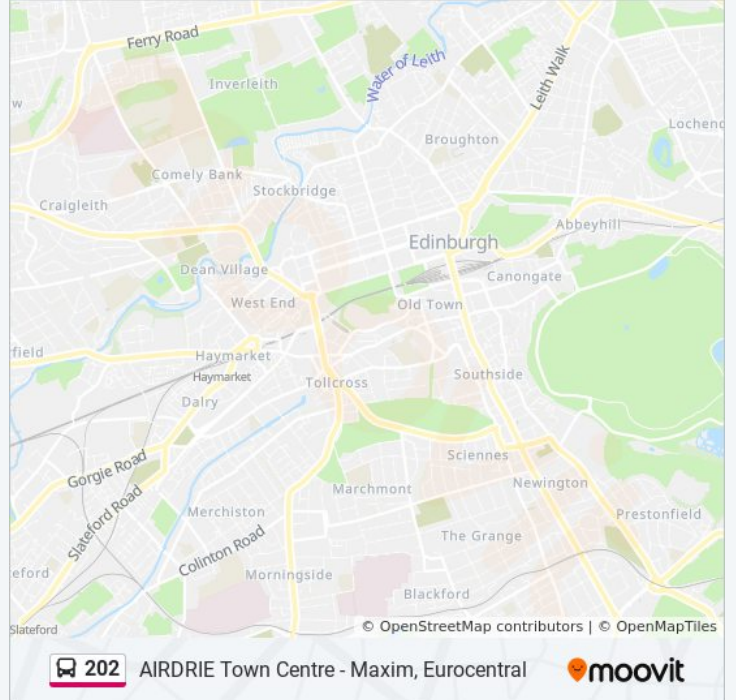 Ferry Road
Water of Leith
Leith Walk
Inverleith
w
Lochend
Broughton
Comely Bank
Stockbridge
Craigleith
Abbeyhill
Edinburgh
Dean Village
Canongate
West End
Old Town
field
Haymarket
Haymarket
Tollcross
Southside
Dalry
Gorgie Road
Sciennes
Marchmont
Newington
Slateford Road
Merchiston
Prestonfield
Colinton Road
The Grange
eford
Morningside
Blackford
Slateford
© OpenStreetMap contributors | © OpenMapTiles
202 AIRDRIE Town Centre - Maxim, Eurocentral moovit